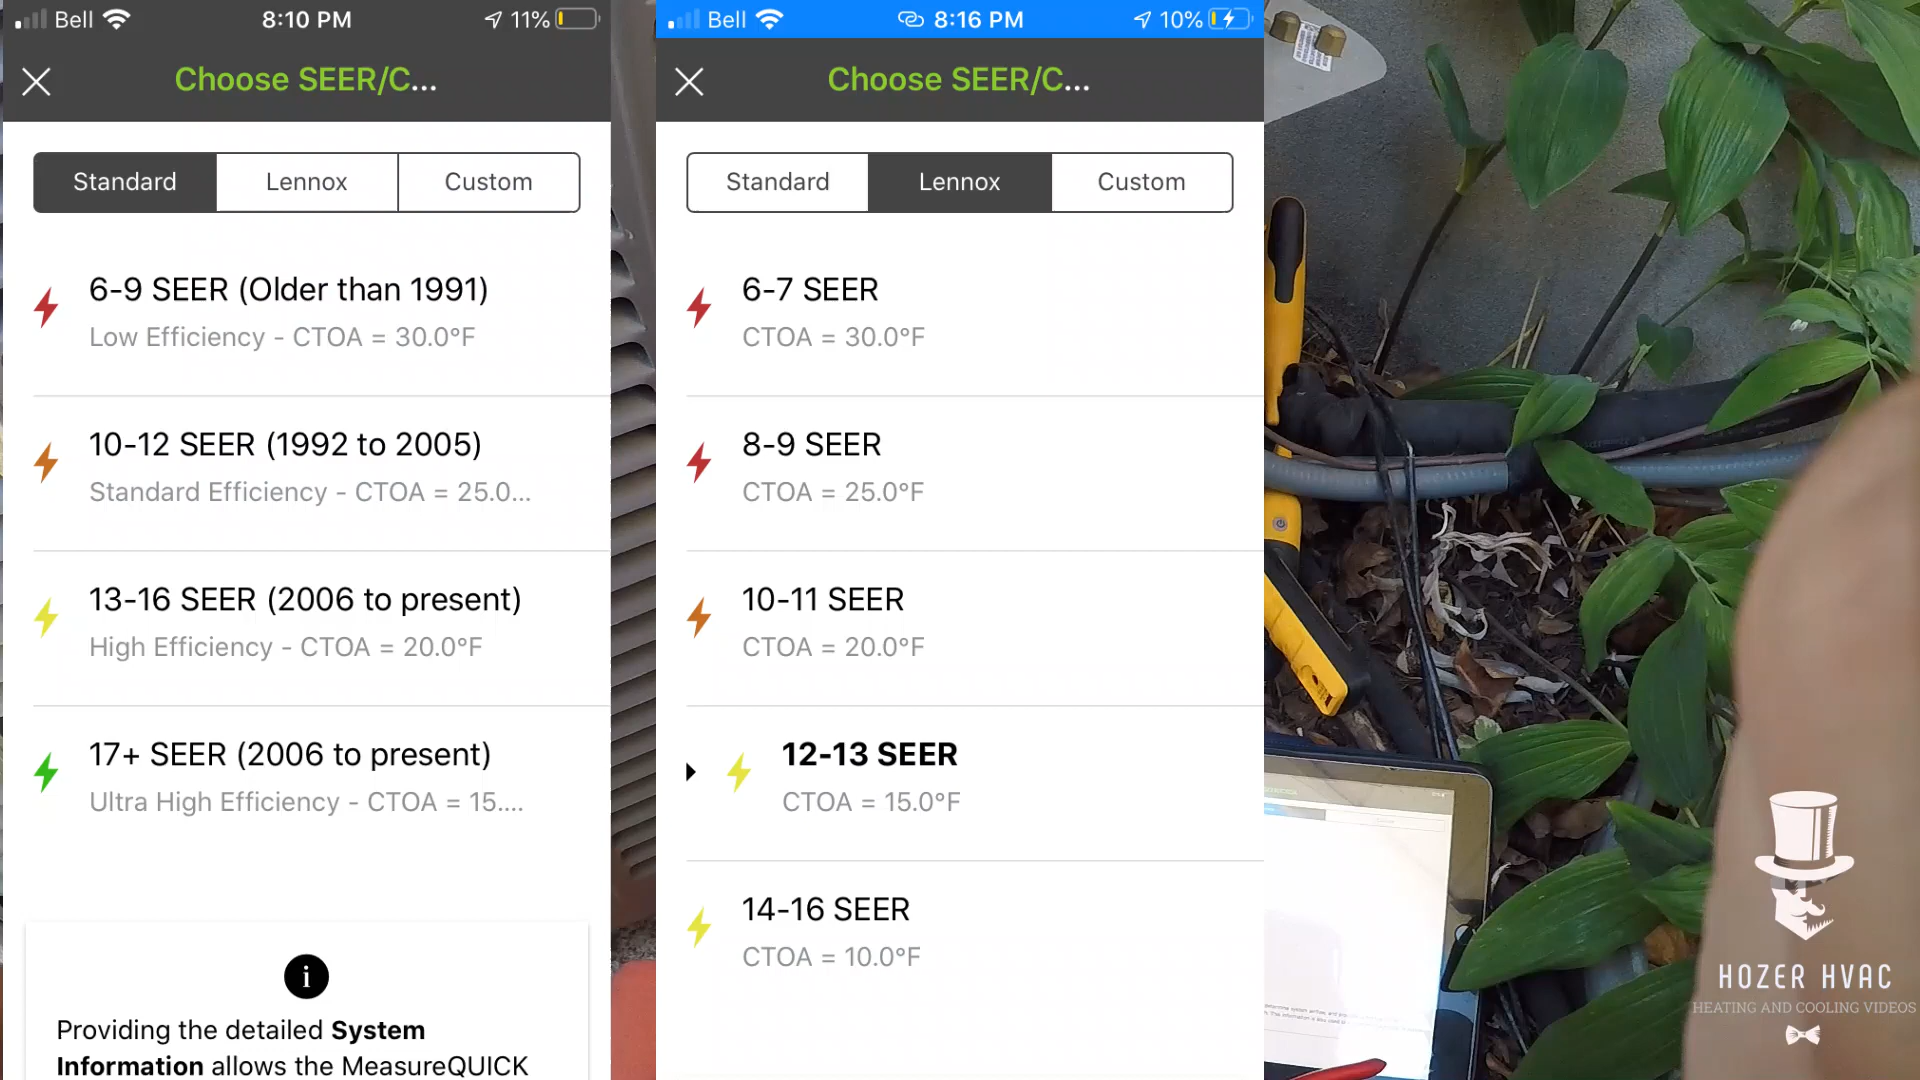 Bell
8:10 PM
11%
Choose SEER/C...
Standard
Lennox
Custom
6-9 SEER (Older than 1991)
Low Efficiency - CTOA = 30.0°F
10-12 SEER (1992 to 2005)
Standard Efficiency - CTOA = 25.0...
13-16 SEER (2006 to present)
High Efficiency - CTOA = 20.0°F
17+ SEER (2006 to present)
Ultra High Efficiency - CTOA = 15....
i
Providing the detailed System
Information allows the MeasureQUICK
Bell
8:16 PM
10%
Choose SEER/C...
Standard
Lennox
Custom
6-7 SEER
CTOA = 30.0°F
8-9 SEER
CTOA = 25.0°F
10-11 SEER
CTOA = 20.0°F
12-13 SEER
CTOA = 15.0°F
14-16 SEER
CTOA = 10.0°F
HOZER HVAC
HEATING AND COOLING VIDEOS